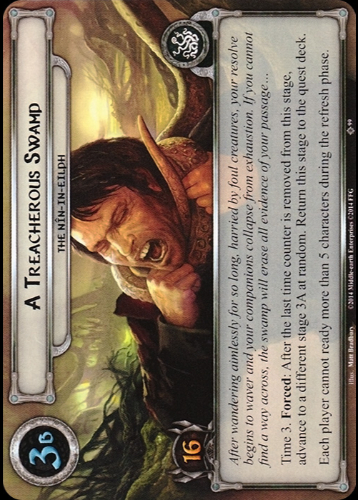 3B
A Treacherous Swamp
The Nîn-in-Eilph
16
After wandering aimlessly for so long, harried by foul creatures, your resolve
begins to waver and your companions collapse from exhaustion. If you cannot
find a way across, the swamp will erase all evidence of your passage…
Time 3. Forced: After the last time counter is removed from this stage,
advance to a different stage 3A at random. Return this stage to the quest deck.
Each player cannot ready more than 5 characters during the refresh phase.
Illus. Matt Bradbury ©2014 Middle-earth Enterprises ©2014 FFG 99